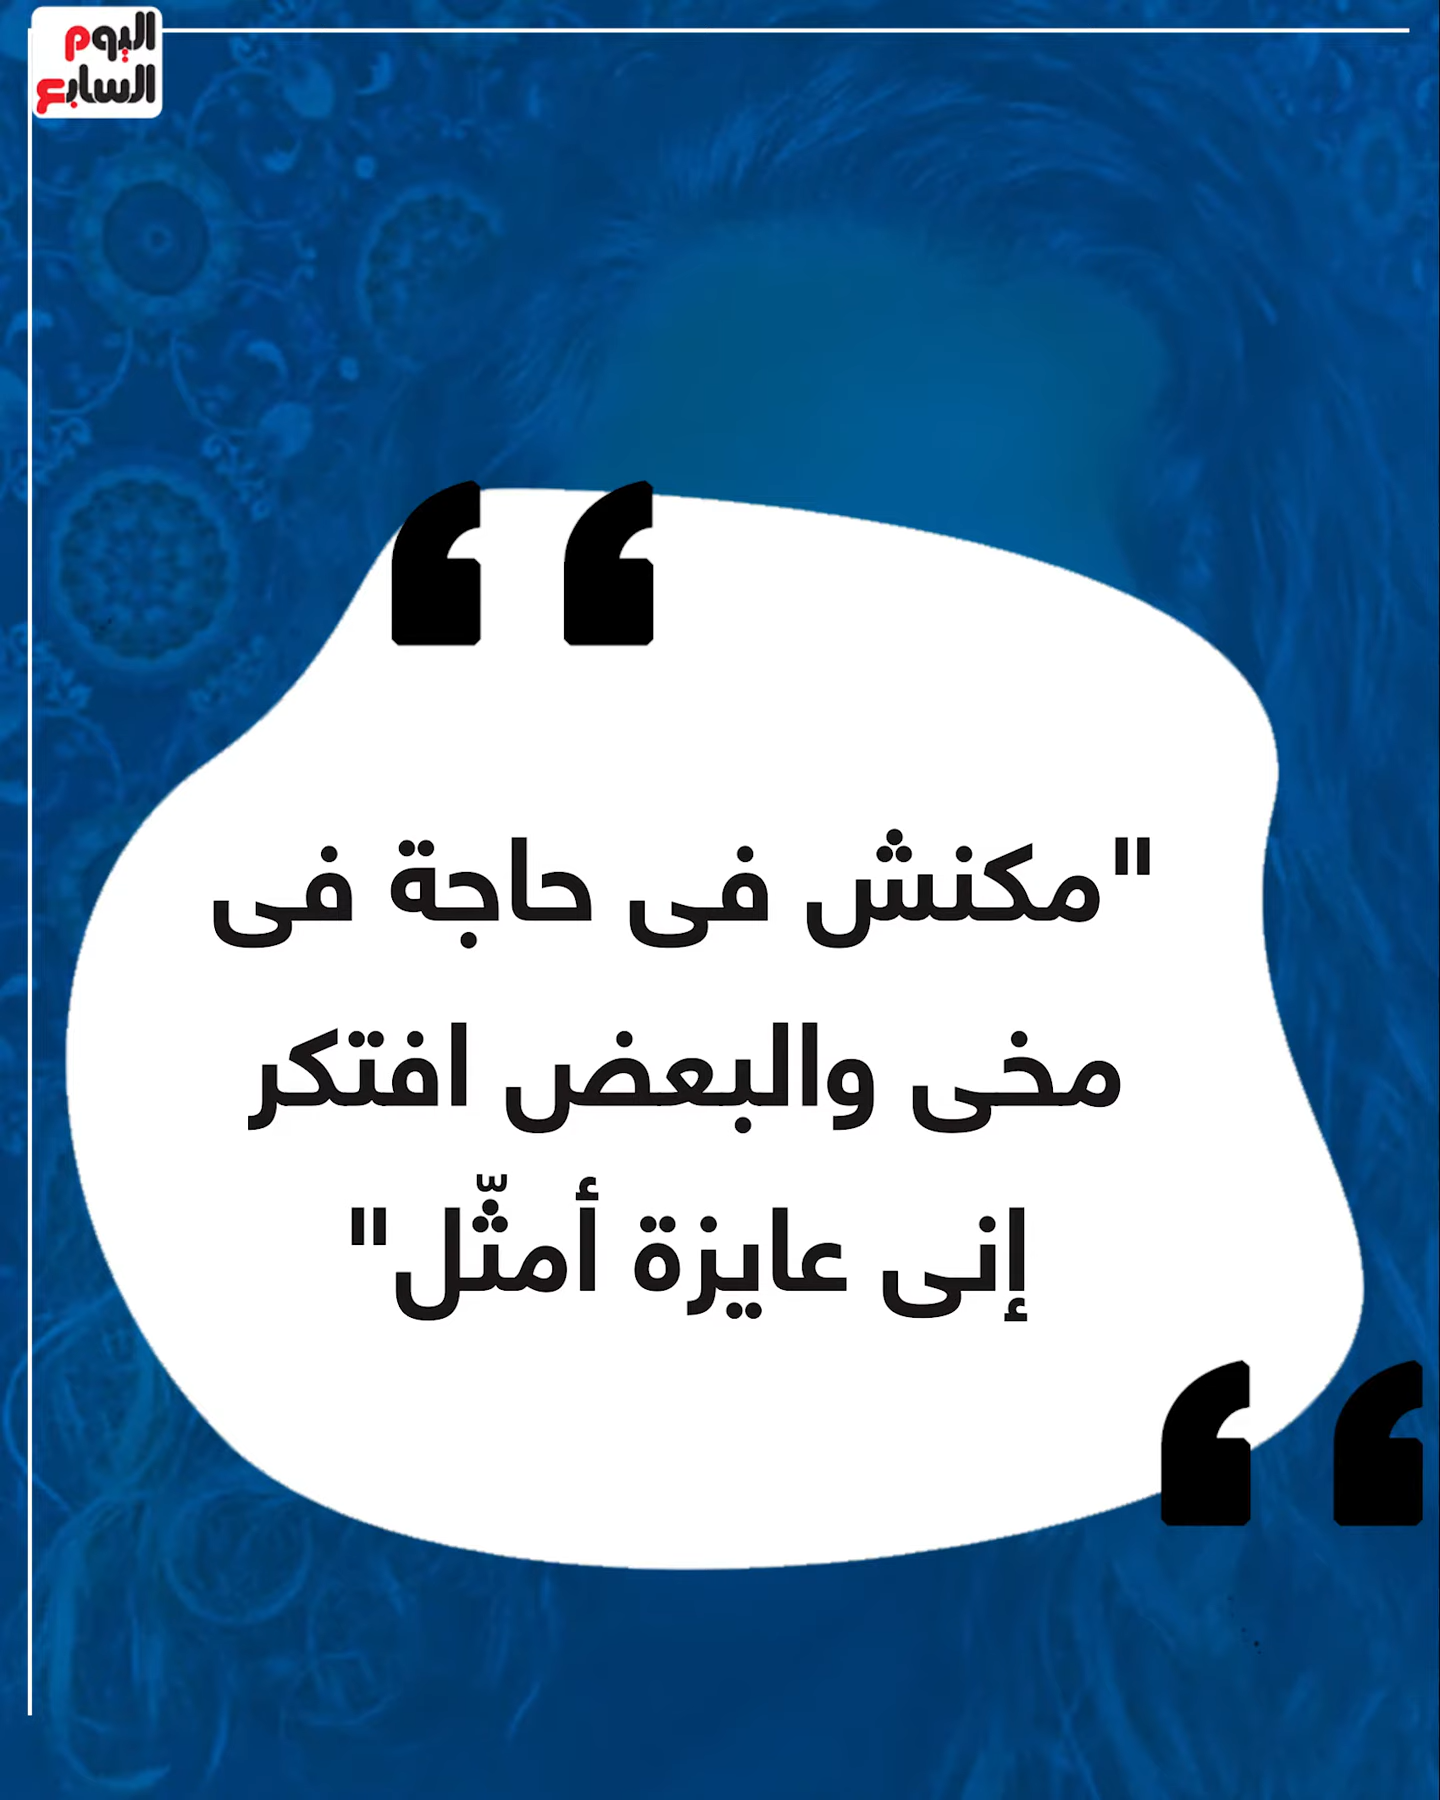 اليوم
السابع
"مكنش فى حاجة فى
مخى والبعض افتكر
إنى عايزة أمثّل"